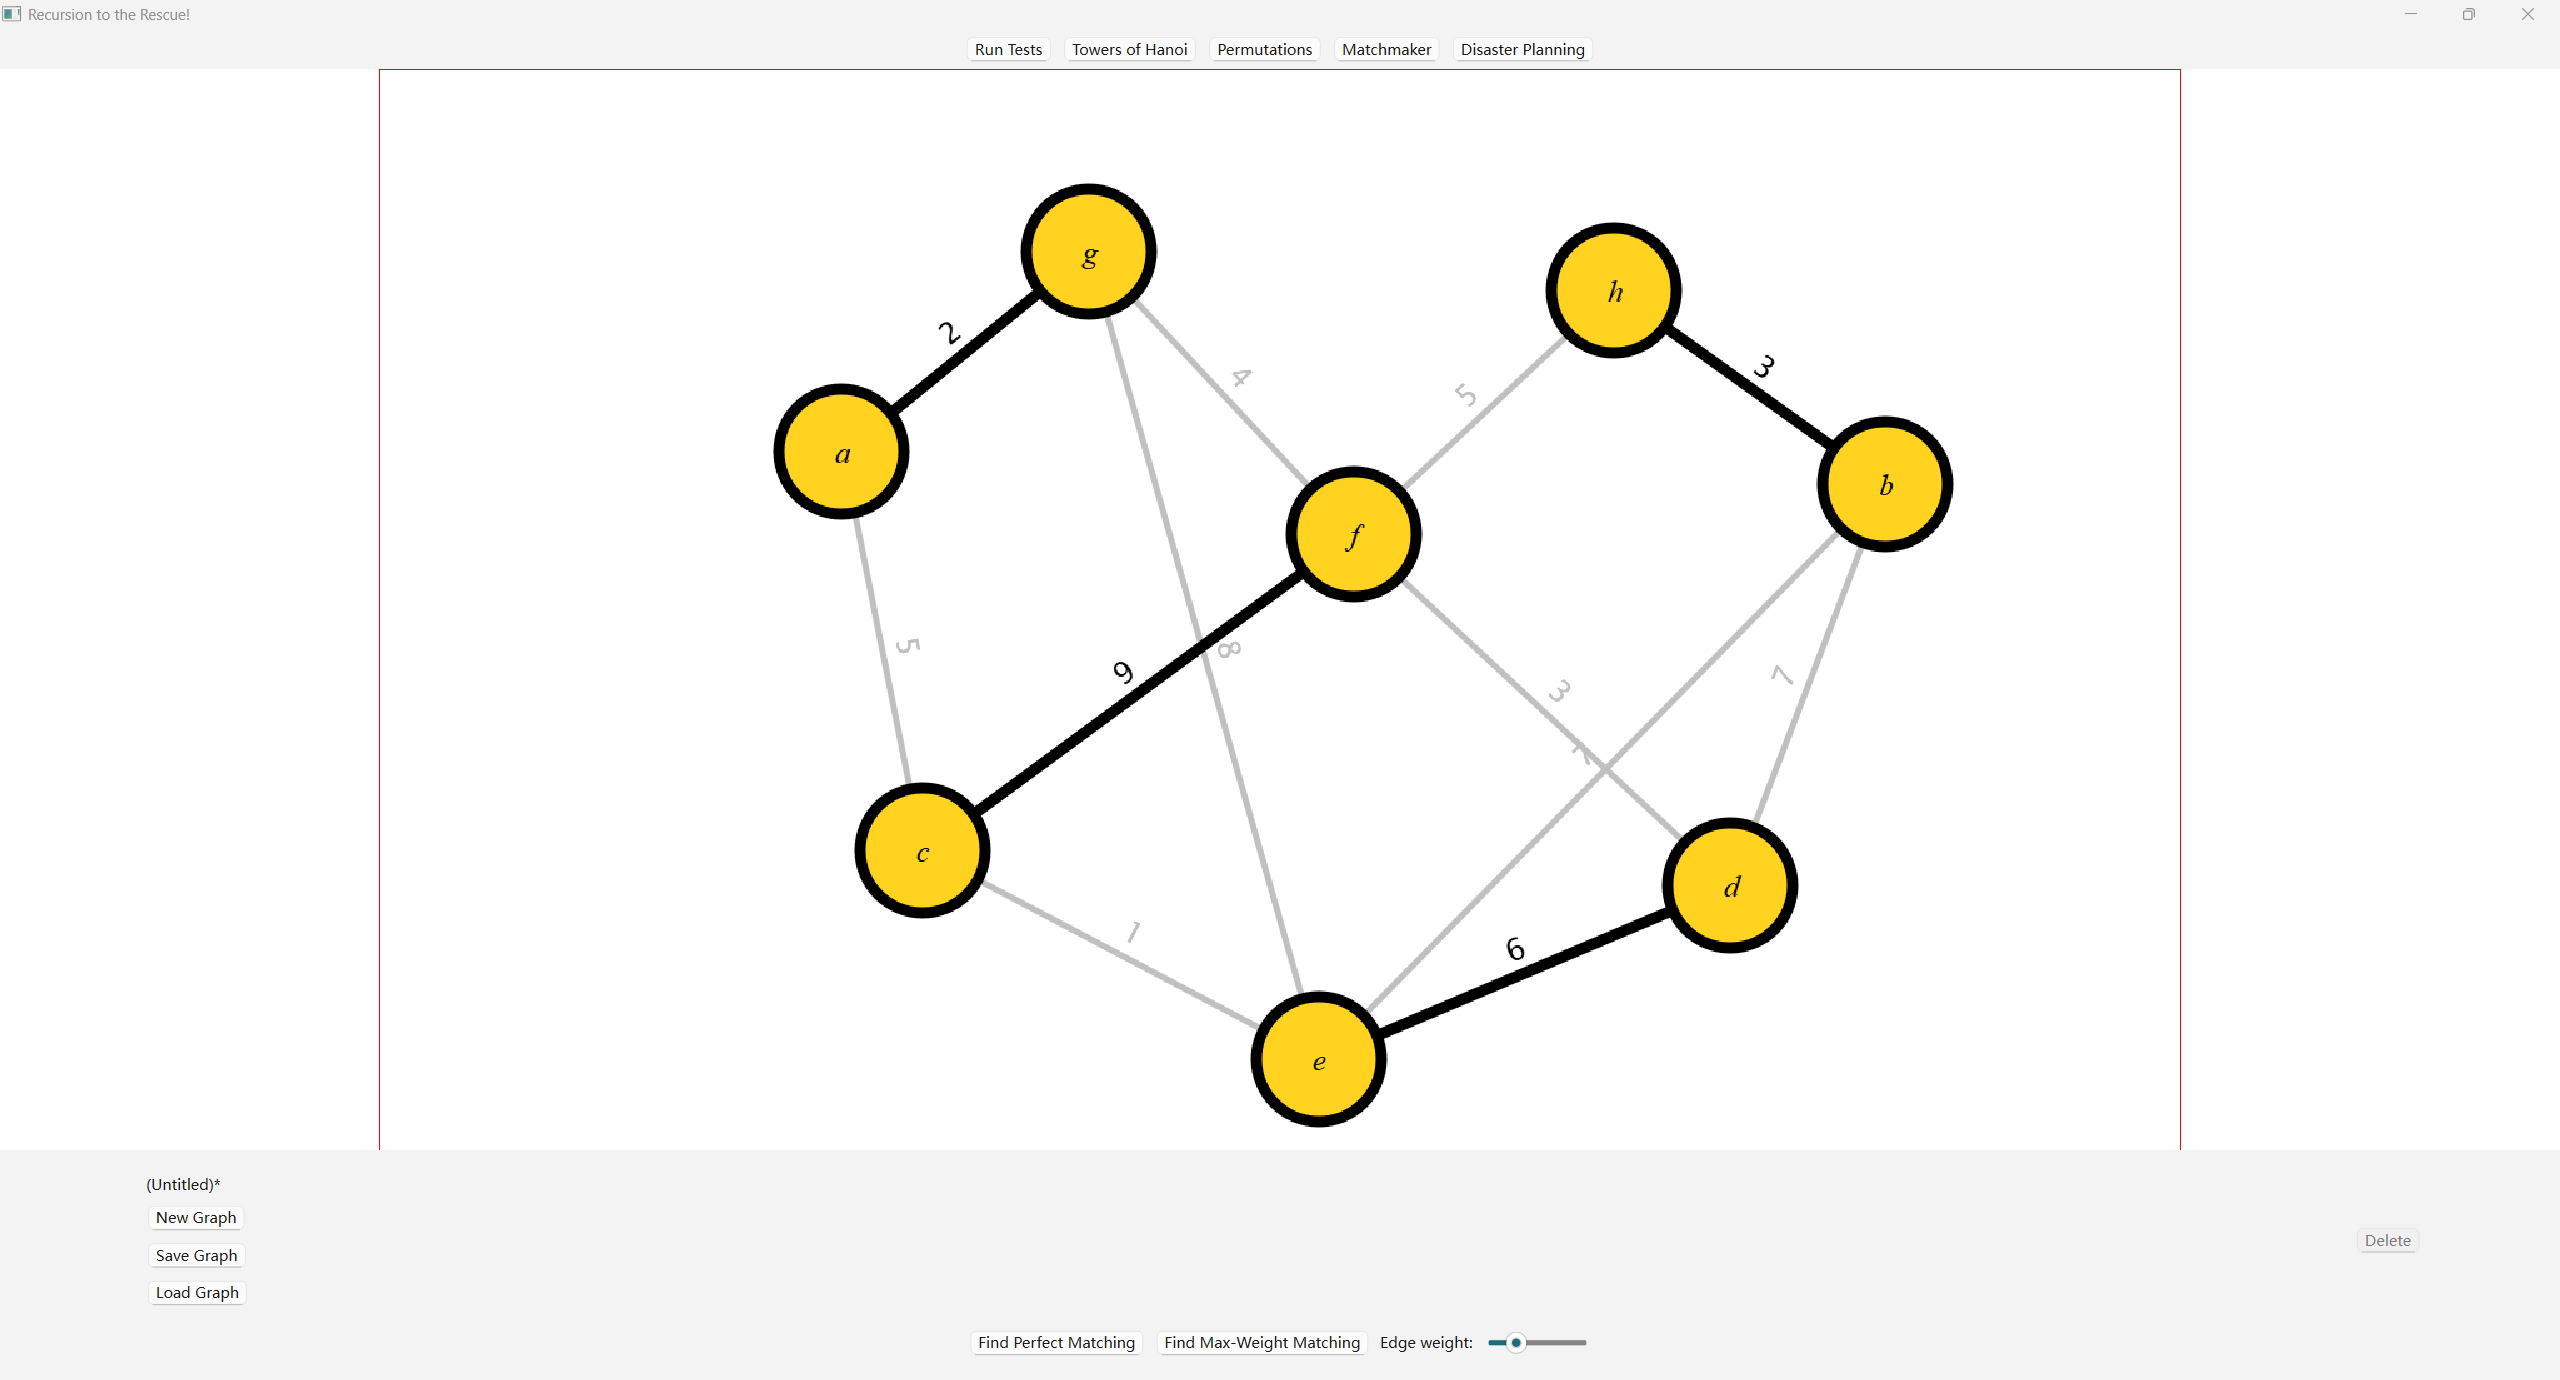 Recursion to the Rescue!
Run Tests Towers of Hanoi Permutations Matchmaker Disaster Planning
g
h
2
3
4
5
a
b
f
5
8
9
3
7
c
d
1
6
e
(Untitled)*
New Graph
Save Graph
Delete
Load Graph
Find Perfect Matching Find Max-Weight Matching Edge weight: